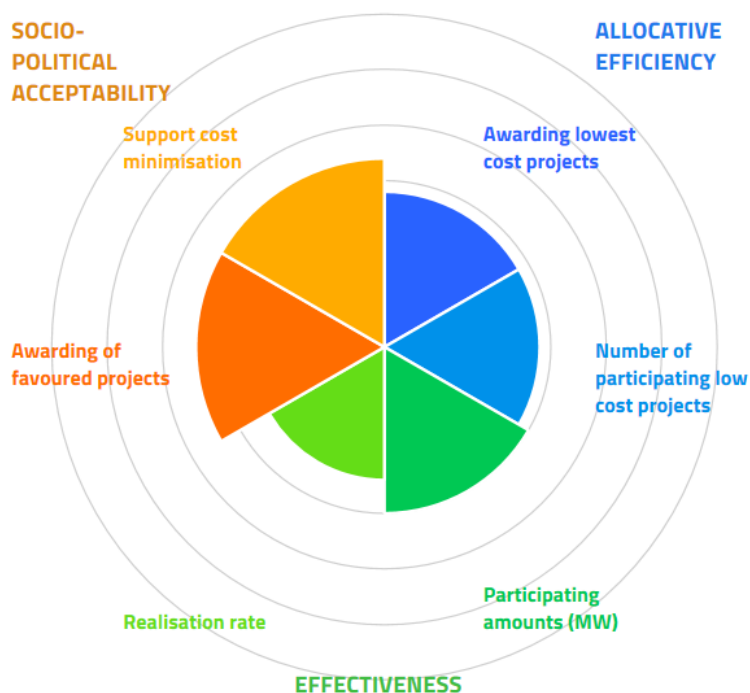 SOCIO-
POLITICAL
ACCEPTABILITY
ALLOCATIVE
EFFICIENCY
Support cost
minimisation
Awarding lowest
cost projects
Awarding of
favoured projects
Number of
participating low
cost projects
Realisation rate
Participating
amounts (MW)
EFFECTIVENESS